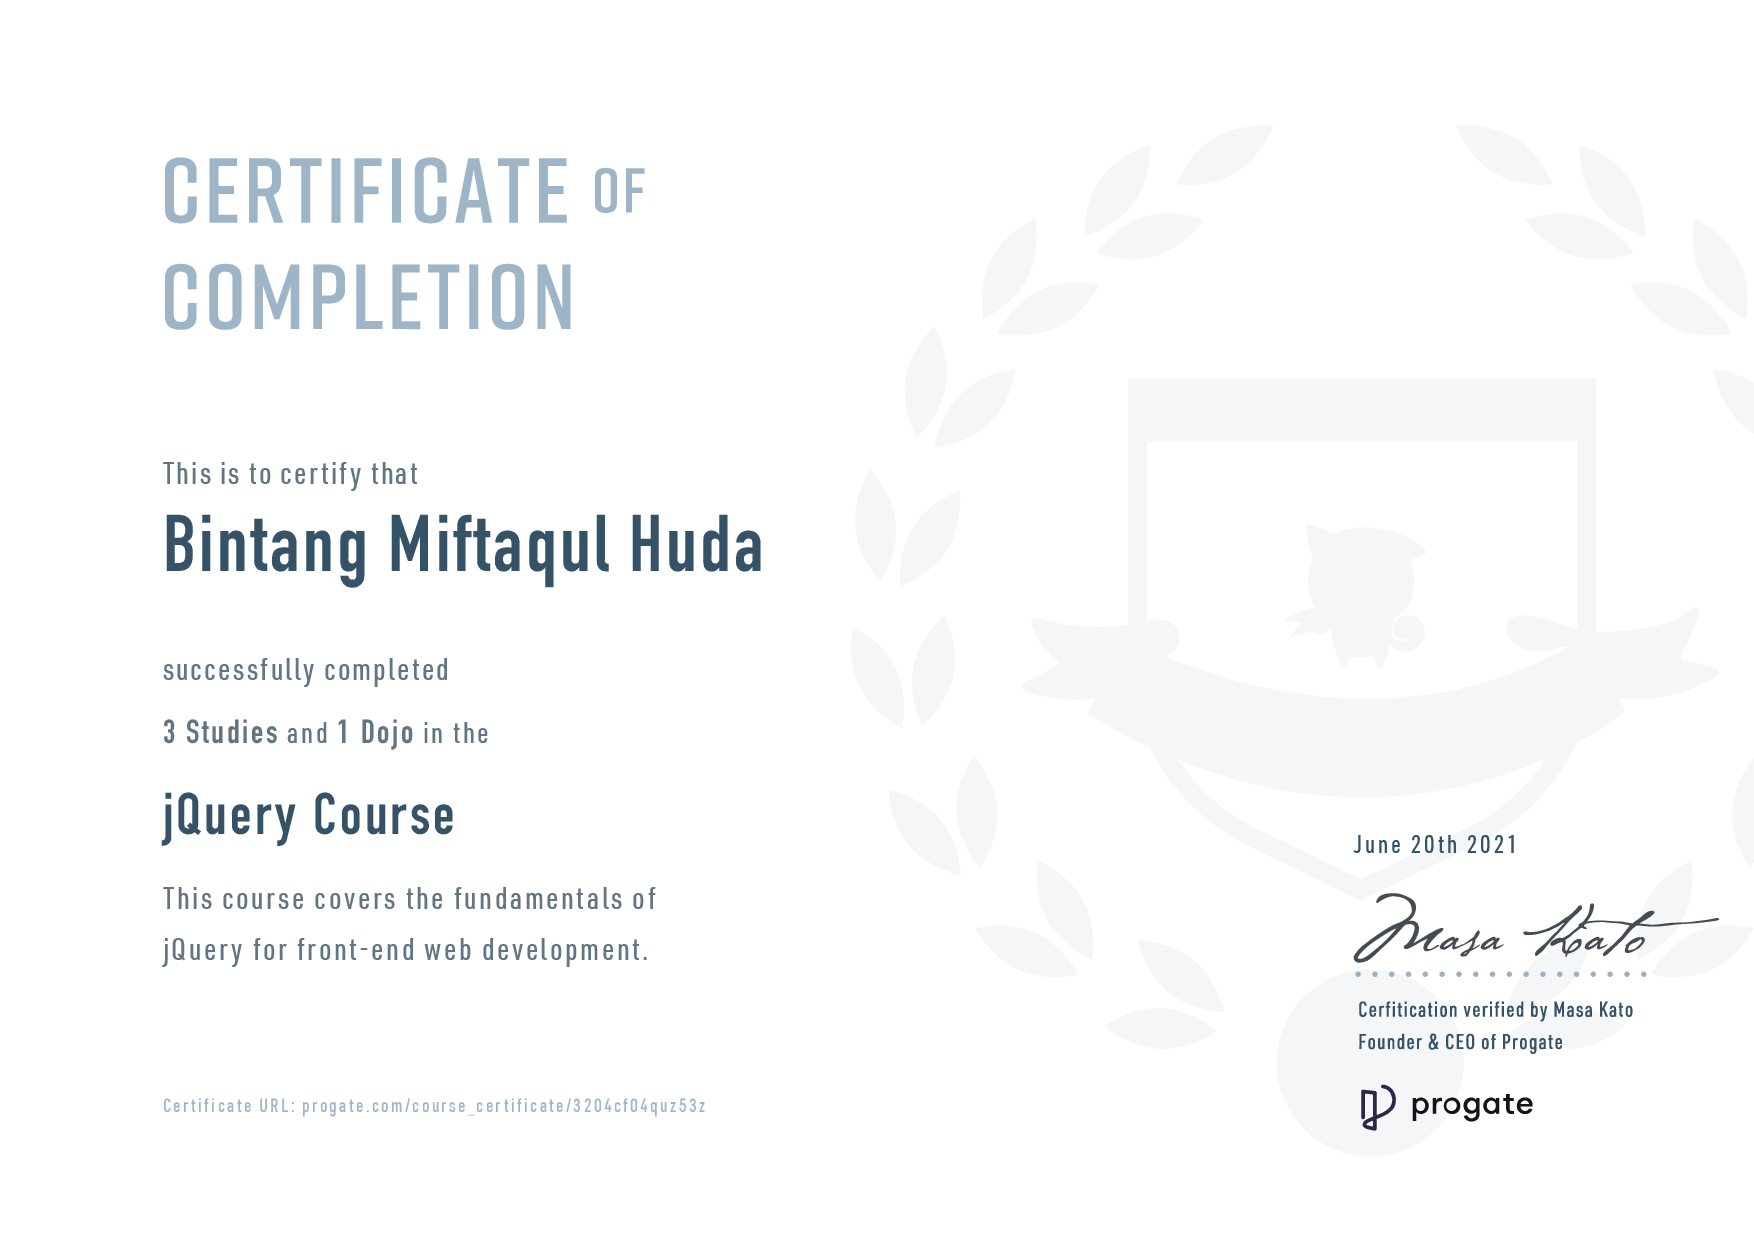 CERTIFICATE OF
COMPLETION
This is to certify that
Bintang Miftaqul Huda
successfully completed
3 Studies and 1 Dojo in the
jQuery Course
This course covers the fundamentals of
jQuery for front-end web development.
Certificate URL: progate.com/course_certificate/3204cf04quz53z
June 20th 2021
Masa Kato
Cerfitication verified by Masa Kato
Founder & CEO of Progate
progate